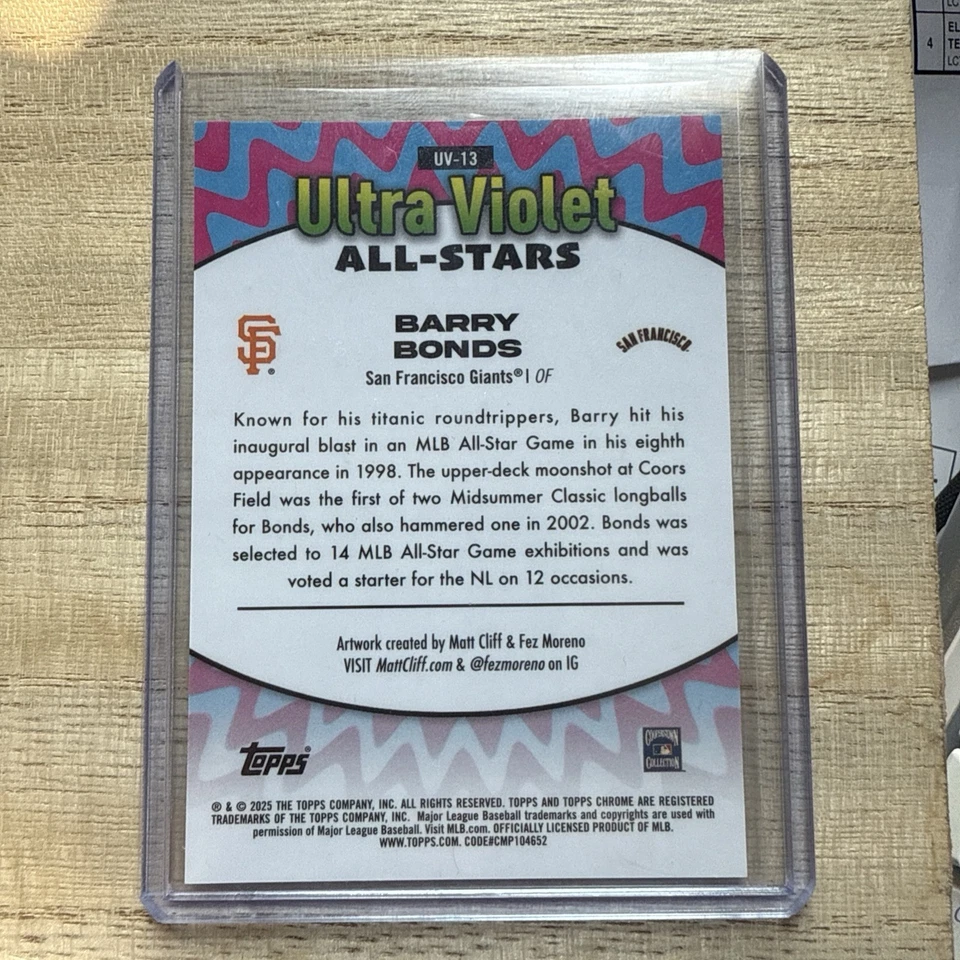 UV-13
Ultra Violet
ALL-STARS
SF®
BARRY
BONDS
SAN FRANCISCO
San Francisco Giants® | OF
Known for his titanic roundtrippers, Barry hit his
inaugural blast in an MLB All-Star Game in his eighth
appearance in 1998. The upper-deck moonshot at Coors
Field was the first of two Midsummer Classic longballs
for Bonds, who also hammered one in 2002. Bonds was
selected to 14 MLB All-Star Game exhibitions and was
voted a starter for the NL on 12 occasions.
Artwork created by Matt Cliff & Fez Moreno
VISIT MattCliff.com & @fezmoreno on IG
topps®
COOPERSTOWN
COLLECTION
® & © 2025 THE TOPPS COMPANY, INC. ALL RIGHTS RESERVED. TOPPS AND TOPPS CHROME ARE REGISTERED
TRADEMARKS OF THE TOPPS COMPANY, INC. Major League Baseball trademarks and copyrights are used with
permission of Major League Baseball. Visit MLB.com. OFFICIALLY LICENSED PRODUCT OF MLB.
WWW.TOPPS.COM. CODE#CMP104652
4